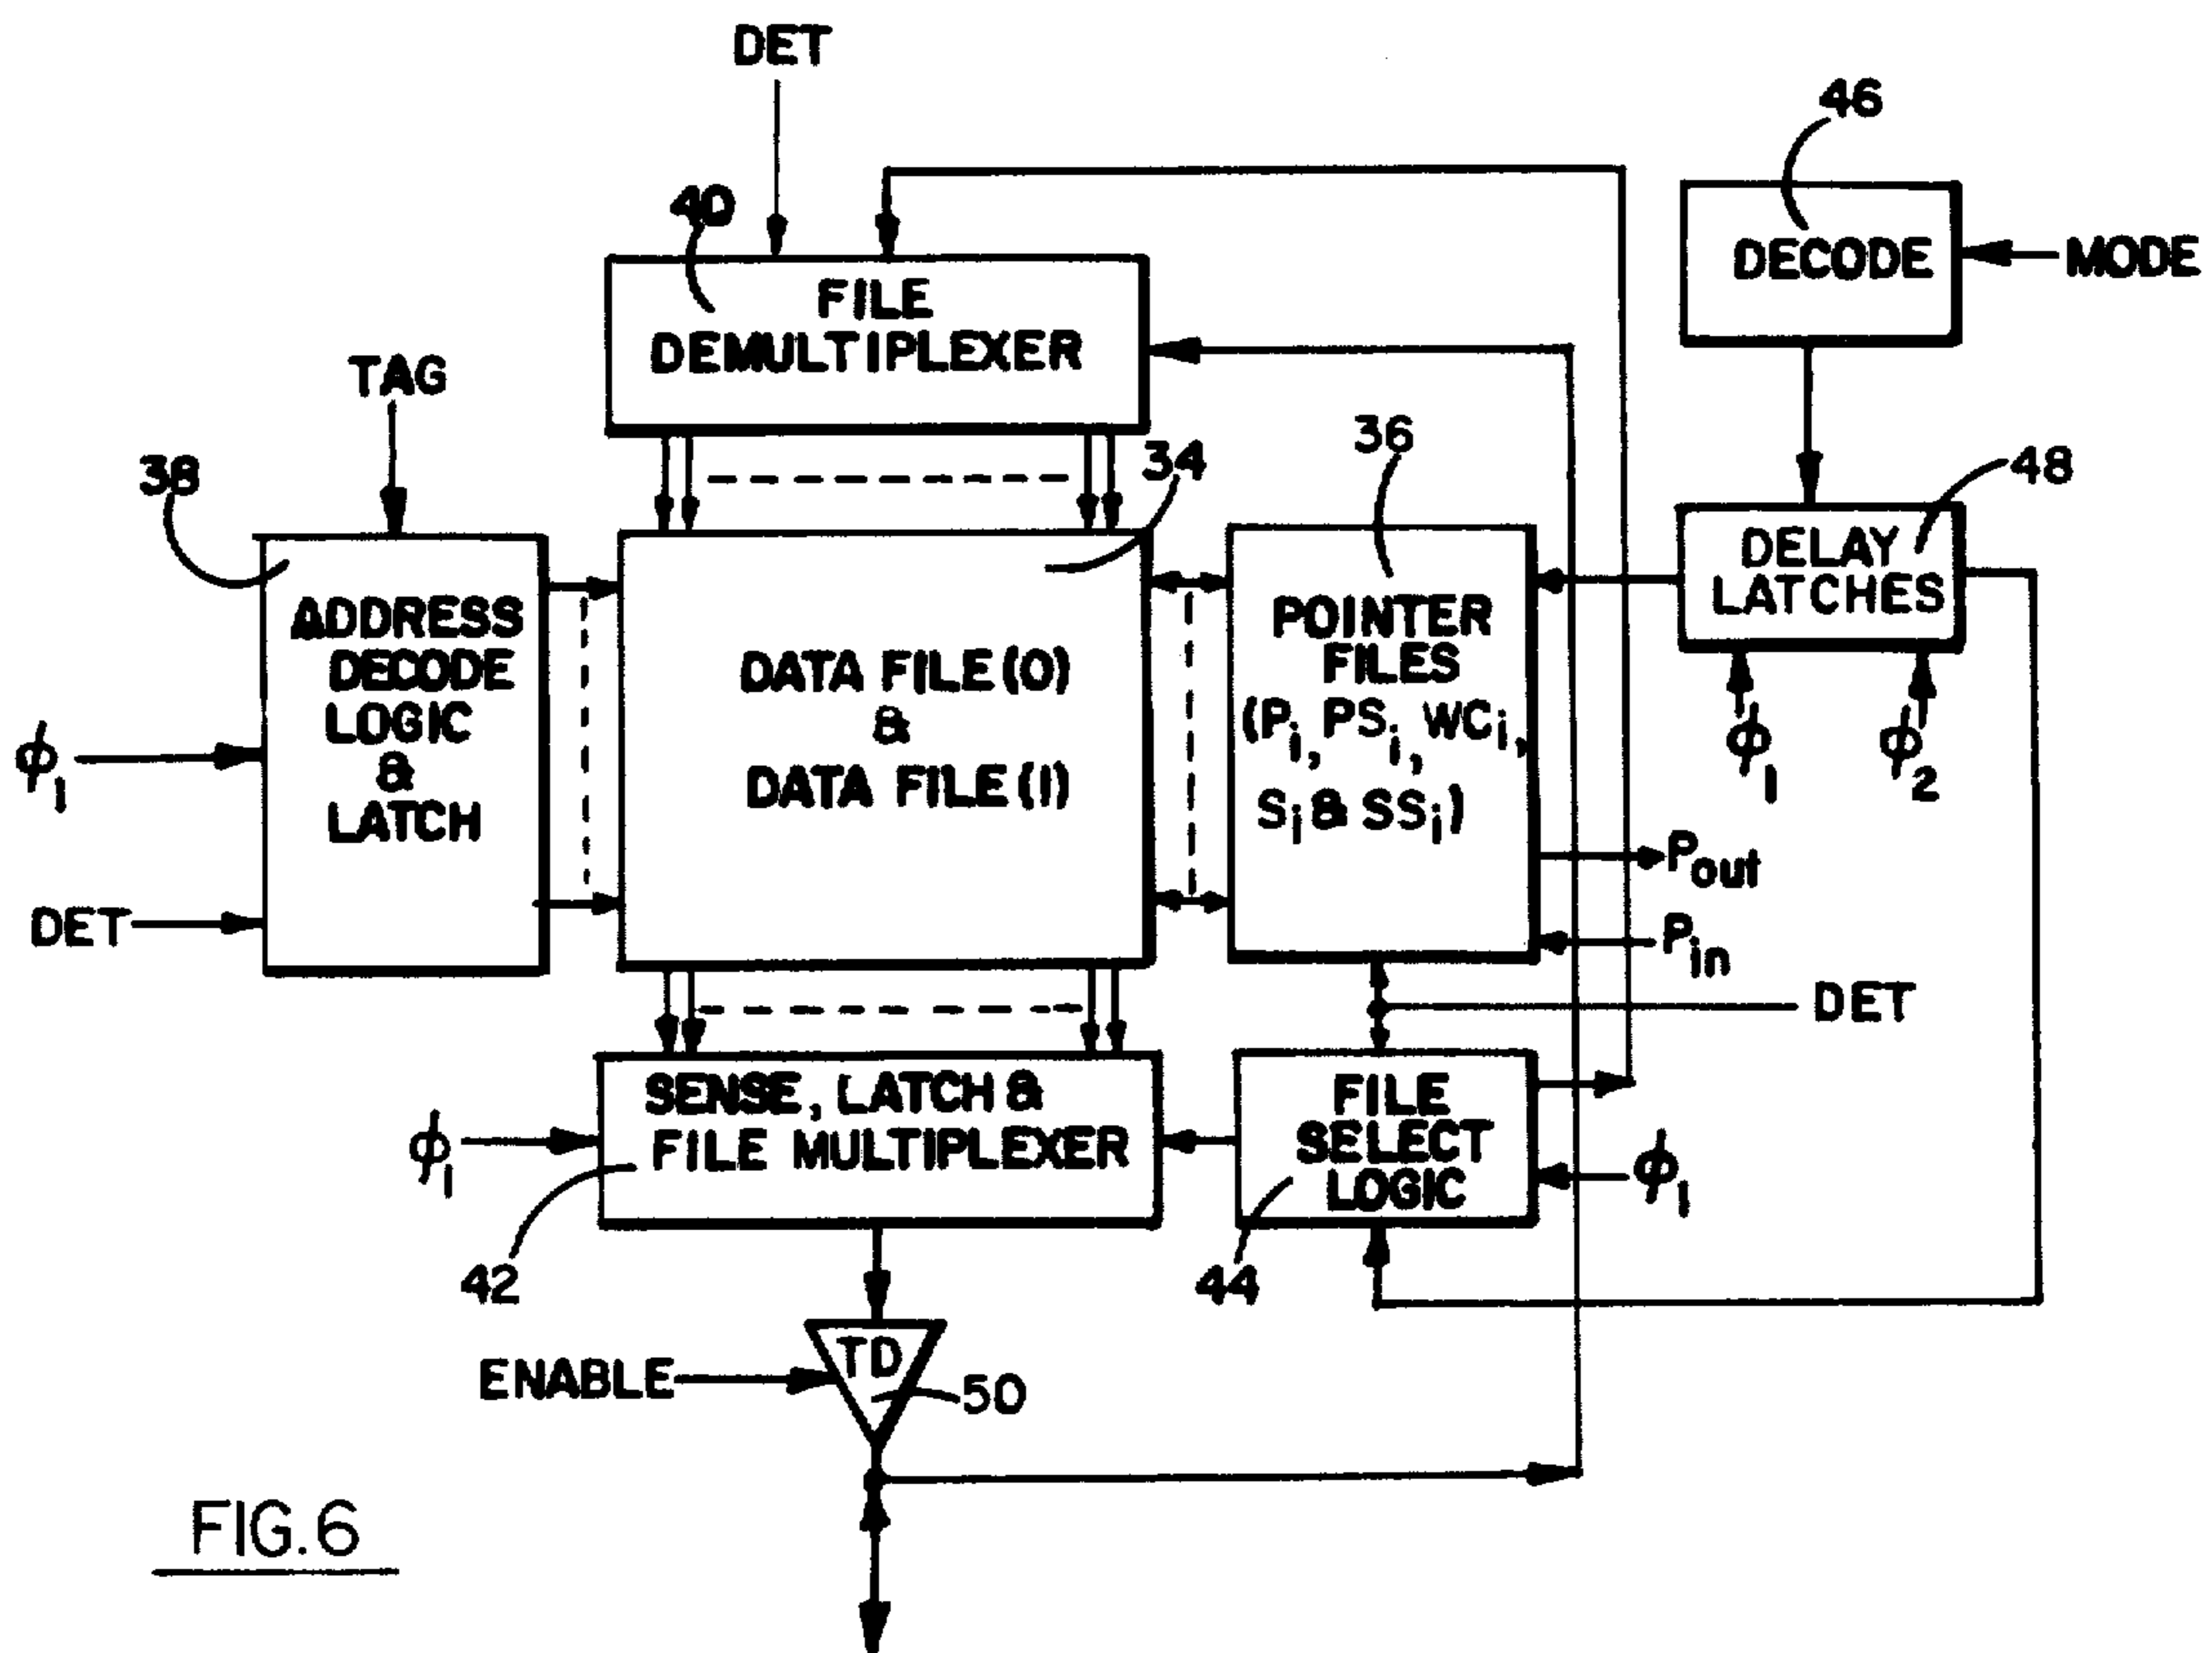 DET
46
40
DECODE
MODE
FILE
DEMULTIPLEXER
TAG
36
34
38
48
DELAY
LATCHES
ADDRESS
DECODE
LOGIC
&
LATCH
DATA FILE(0)
&
DATA FILE(1)
POINTER
FILES
(Pi, PSi, WCi,
Si & SSi)
ϕ1
ϕ1
ϕ2
Pout
DET
Pin
DET
SENSE, LATCH &
FILE MULTIPLEXER
FILE
SELECT
LOGIC
ϕ1
ϕ1
42
44
TD
ENABLE
50
FIG.6